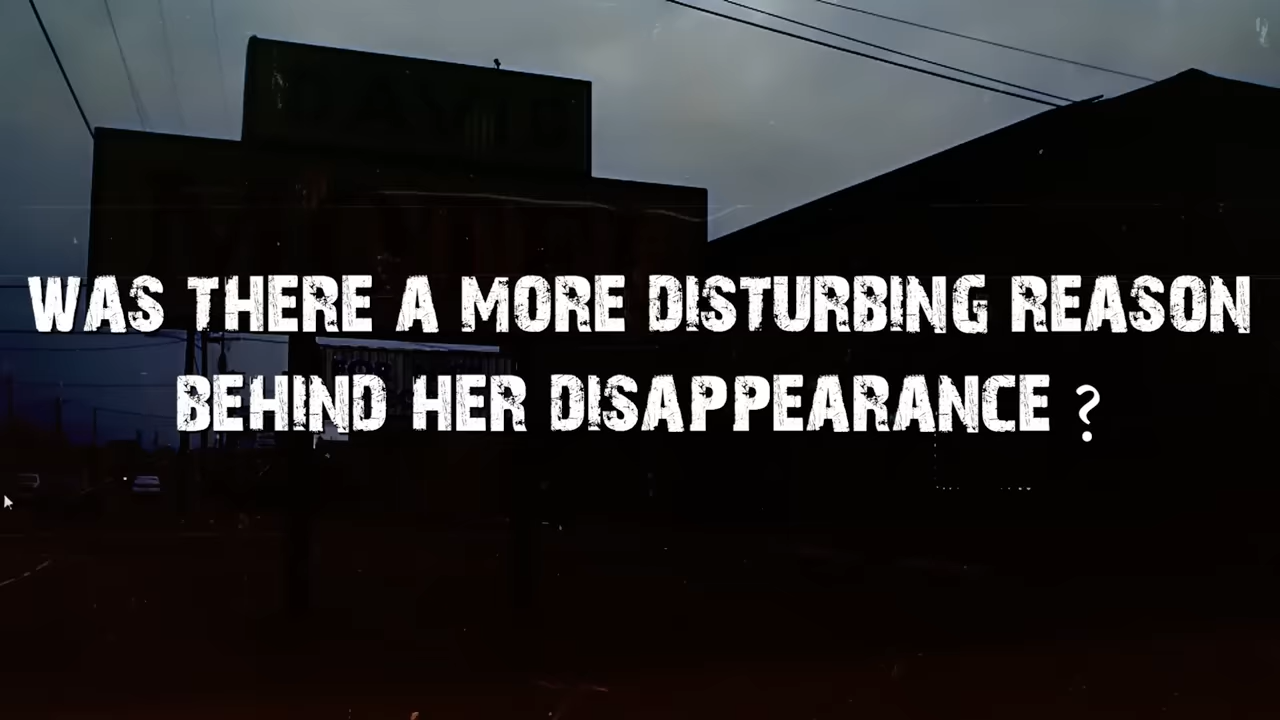 WAS THERE A MORE DISTURBING REASON
BEHIND HER DISAPPEARANCE ?